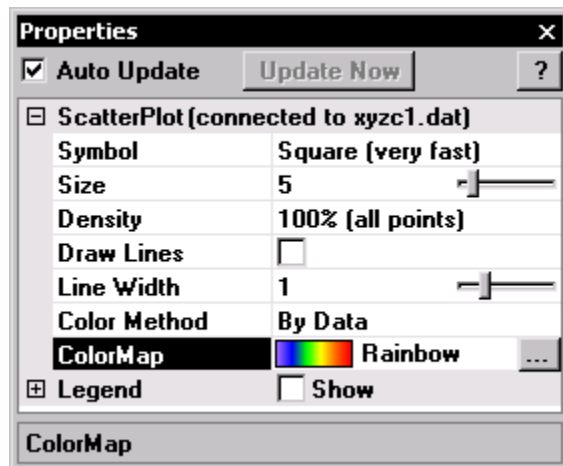 Properties
Auto Update Update Now ?
ScatterPlot (connected to xyzc1.dat)
Symbol Square (very fast)
Size 5
Density 100% (all points)
Draw Lines
Line Width 1
Color Method By Data
ColorMap Rainbow ...
Legend Show
ColorMap